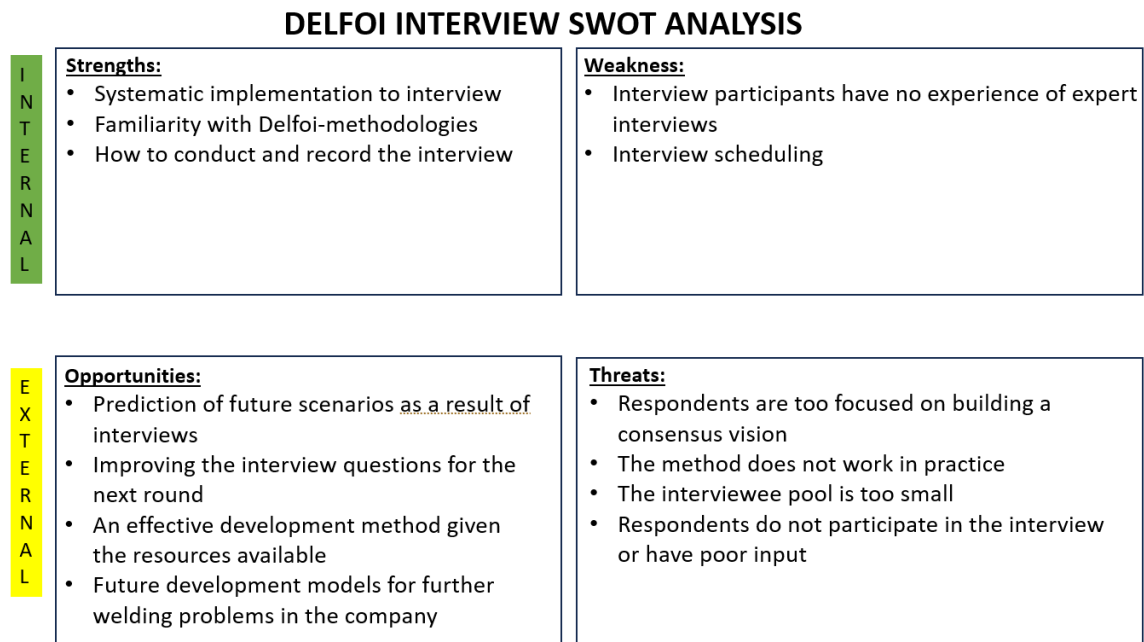 DELFOI INTERVIEW SWOT ANALYSIS
INTERNAL
Strengths:
• Systematic implementation to interview
• Familiarity with Delfoi-methodologies
• How to conduct and record the interview
Weakness:
• Interview participants have no experience of expert
interviews
• Interview scheduling
EXTERNAL
Opportunities:
• Prediction of future scenarios as a result of
interviews
• Improving the interview questions for the
next round
• An effective development method given
the resources available
• Future development models for further
welding problems in the company
Threats:
• Respondents are too focused on building a
consensus vision
• The method does not work in practice
• The interviewee pool is too small
• Respondents do not participate in the interview
or have poor input